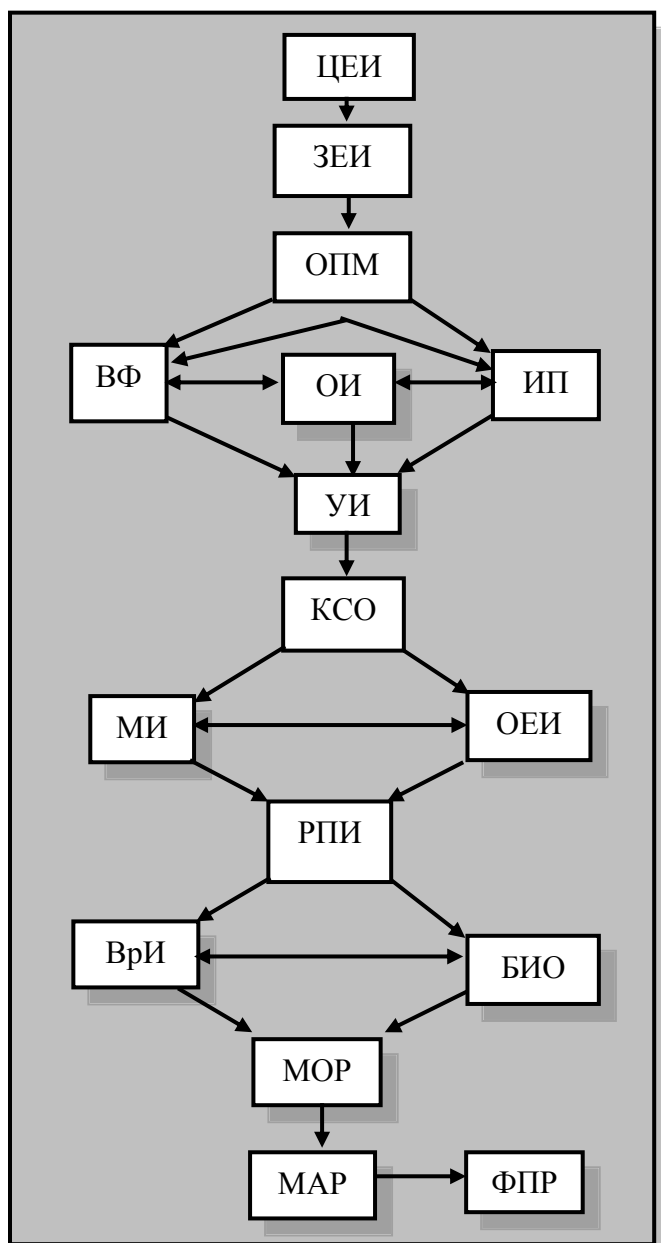 ЦЕИ
ЗЕИ
ОПМ
ВФ
ОИ
ИП
УИ
КСО
МИ
ОЕИ
РПИ
ВрИ
БИО
МОР
МАР
ФПР